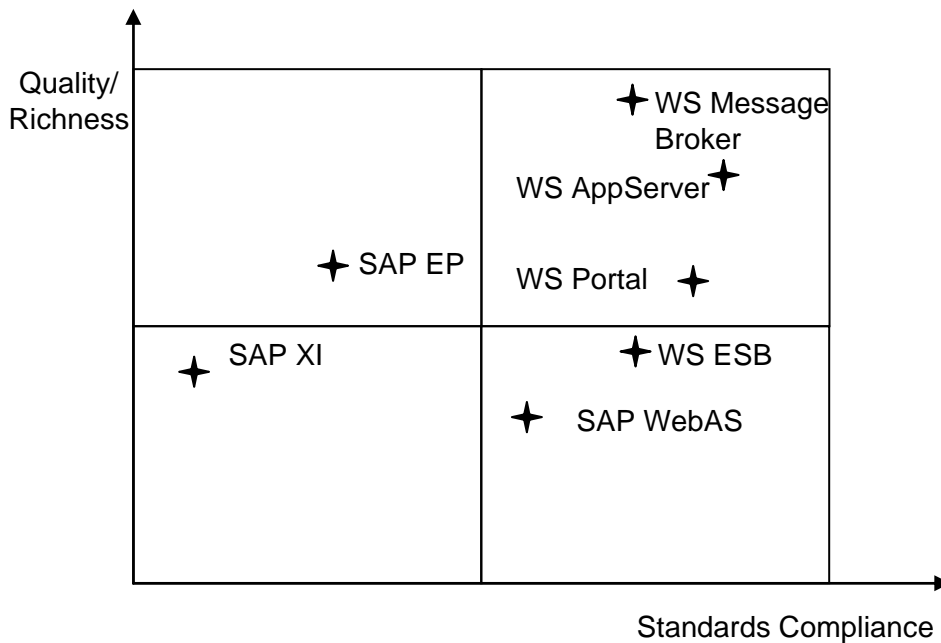 Quality/
Richness
WS Message
Broker
WS AppServer
SAP EP
WS Portal
SAP XI
WS ESB
SAP WebAS
Standards Compliance